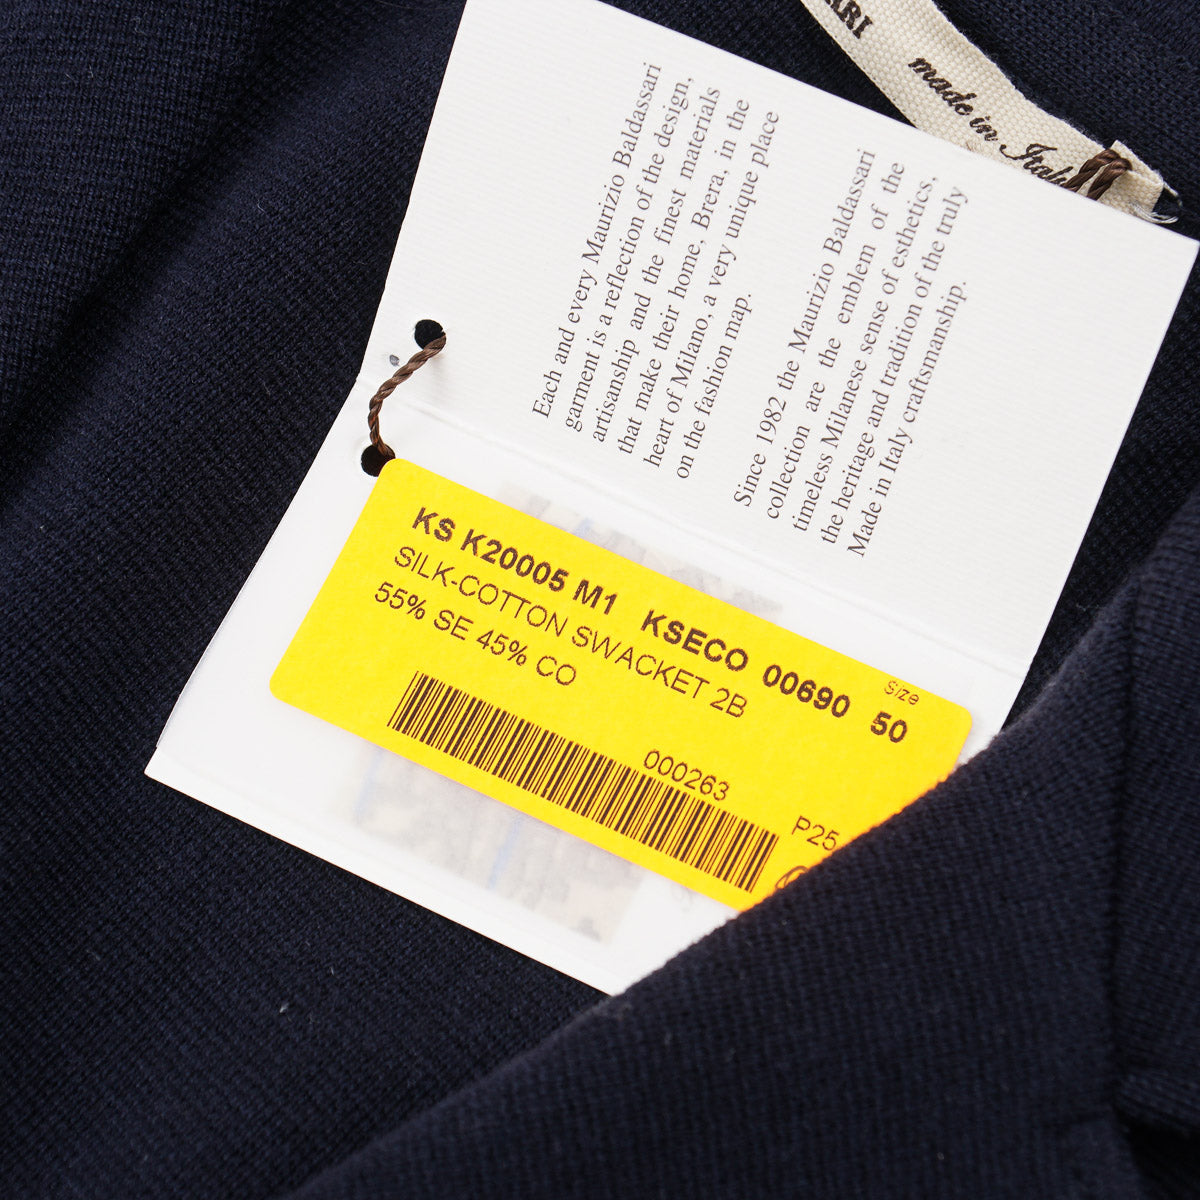 made in Italy
Each and every Maurizio Baldassari
garment is a reflection of the design,
artisanship and the finest materials
that make their home, Brera, in the
heart of Milano, a very unique place
on the fashion map.
Since 1982 the Maurizio Baldassari
collection are the emblem of the
timeless Milanese sense of esthetics,
the heritage and tradition of the truly
Made in Italy craftsmanship.
KS K20005 M1 KSECO 00690 50
Size
SILK-COTTON SWACKET 2B
55% SE 45% CO
000263
P25